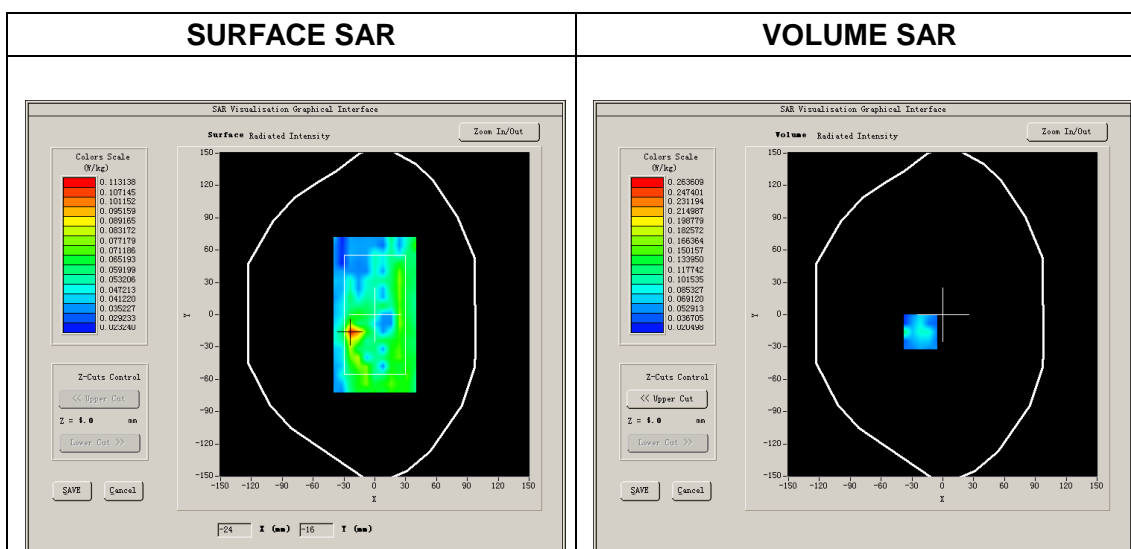 SURFACE SAR
VOLUME SAR
SAR Visualisation Graphical Interface
Surface Radiated Intensity
Zoom In/Out
Colors Scale
(W/kg)
0.113138
0.107145
0.101152
0.095159
0.089165
0.083172
0.077179
0.071186
0.065193
0.059199
0.053206
0.047213
0.041220
0.035227
0.029233
0.023240
150
120
90
60
30
0
-30
-60
-90
-120
-150
Y
-150 -120 -90 -60 -30 0 30 60 90 120 150
X
Z-Cuts Control
<< Upper Cut
Z = 4.0 mm
Lower Cut >>
SAVE Cancel
-24 X (mm) -16 Y (mm)
SAR Visualisation Graphical Interface
Volume Radiated Intensity
Zoom In/Out
Colors Scale
(W/kg)
0.263609
0.247401
0.231194
0.214987
0.198779
0.182572
0.166364
0.150157
0.133950
0.117742
0.101535
0.085327
0.069120
0.052913
0.036705
0.020498
150
120
90
60
30
0
-30
-60
-90
-120
-150
Y
-150 -120 -90 -60 -30 0 30 60 90 120 150
X
Z-Cuts Control
<< Upper Cut
Z = 4.0 mm
Lower Cut >>
SAVE Cancel